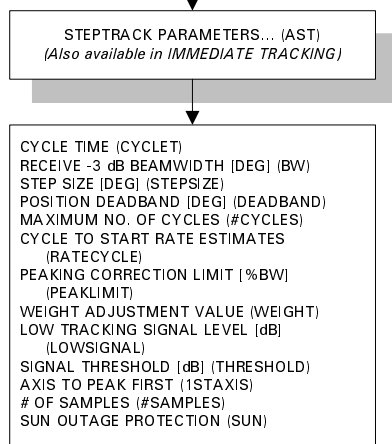 STEPTRACK PARAMETERS... (AST)
(Also available in IMMEDIATE TRACKING)
CYCLE TIME (CYCLET)
RECEIVE -3 dB BEAMWIDTH [DEG] (BW)
STEP SIZE [DEG] (STEPSIZE)
POSITION DEADBAND [DEG] (DEADBAND)
MAXIMUM NO. OF CYCLES (#CYCLES)
CYCLE TO START RATE ESTIMATES
(RATECYCLE)
PEAKING CORRECTION LIMIT [%BW]
(PEAKLIMIT)
WEIGHT ADJUSTMENT VALUE (WEIGHT)
LOW TRACKING SIGNAL LEVEL [dB]
(LOWSIGNAL)
SIGNAL THRESHOLD [dB] (THRESHOLD)
AXIS TO PEAK FIRST (1STAXIS)
# OF SAMPLES (#SAMPLES)
SUN OUTAGE PROTECTION (SUN)